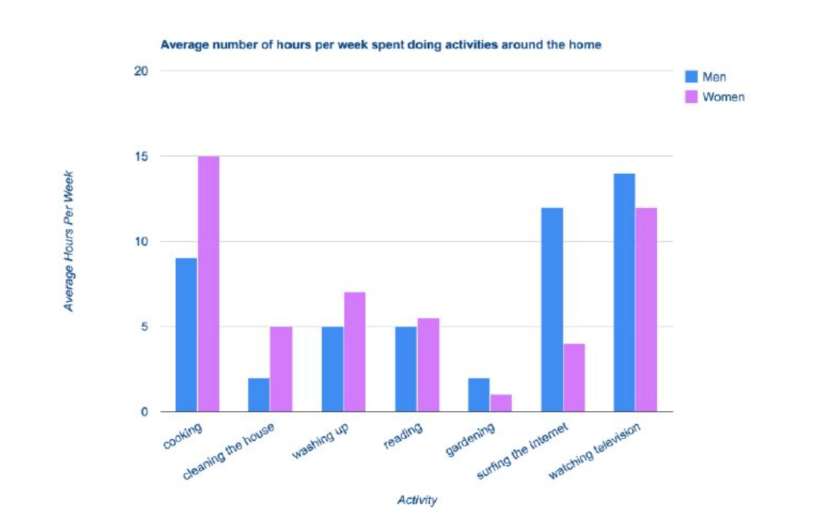 Average number of hours per week spent doing activities around the home
20
15
10
5
0
Average Hours Per Week
Men
Women
cooking
cleaning the house
washing up
reading
gardening
surfing the internet
watching television
Activity